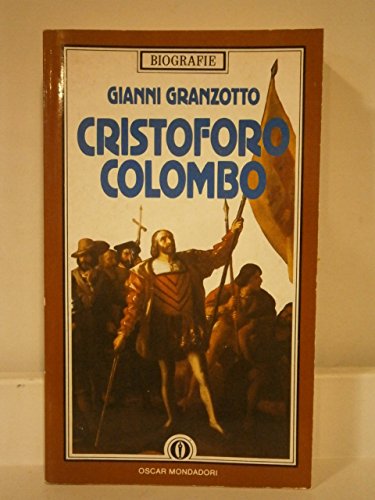 BIOGRAFIE
GIANNI GRANZOTTO
CRISTOFORO
COLOMBO
OSCAR MONDADORI